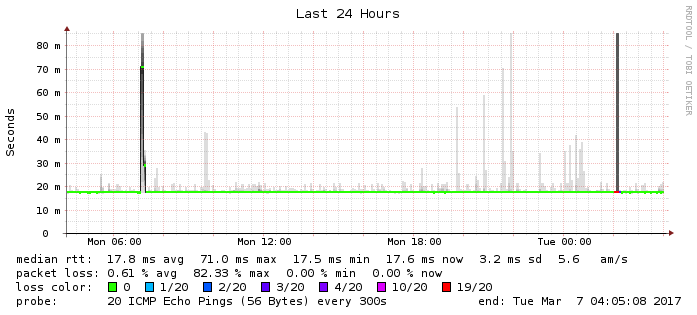 Last 24 Hours
RRDTOOL / TOBI OETIKER
Seconds
80 m
70 m
60 m
50 m
40 m
30 m
20 m
10 m
0
Mon 06:00 Mon 12:00 Mon 18:00 Tue 00:00
median rtt: 17.8 ms avg 71.0 ms max 17.5 ms min 17.6 ms now 3.2 ms sd 5.6 am/s
packet loss: 0.61 % avg 82.33 % max 0.00 % min 0.00 % now
loss color: 0 1/20 2/20 3/20 4/20 10/20 19/20
probe: 20 ICMP Echo Pings (56 Bytes) every 300s end: Tue Mar 7 04:05:08 2017